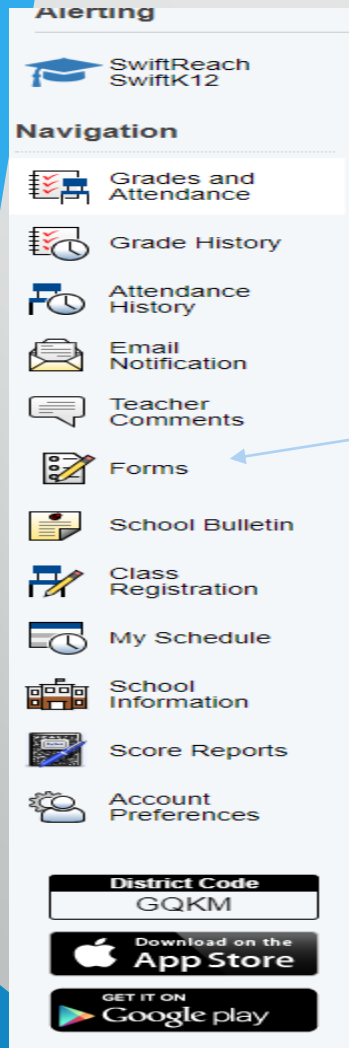 Alerting
SwiftReach
SwiftK12
Navigation
Grades and
Attendance
Grade History
Attendance
History
Email
Notification
Teacher
Comments
Forms
School Bulletin
Class
Registration
My Schedule
School
Information
Score Reports
Account
Preferences
District Code
GQKM
Download on the
App Store
GET IT ON
Google play